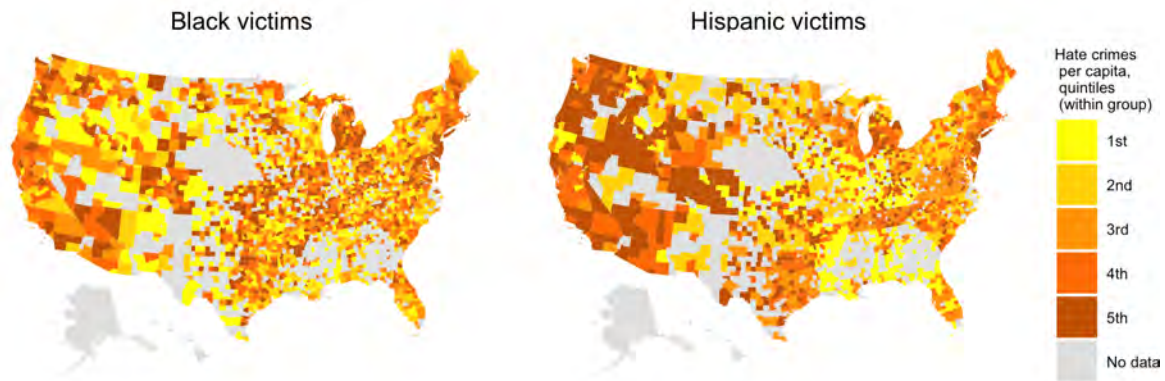 Black victims
Hispanic victims
Hate crimes
per capita,
quintiles
(within group)
1st
2nd
3rd
4th
5th
No data